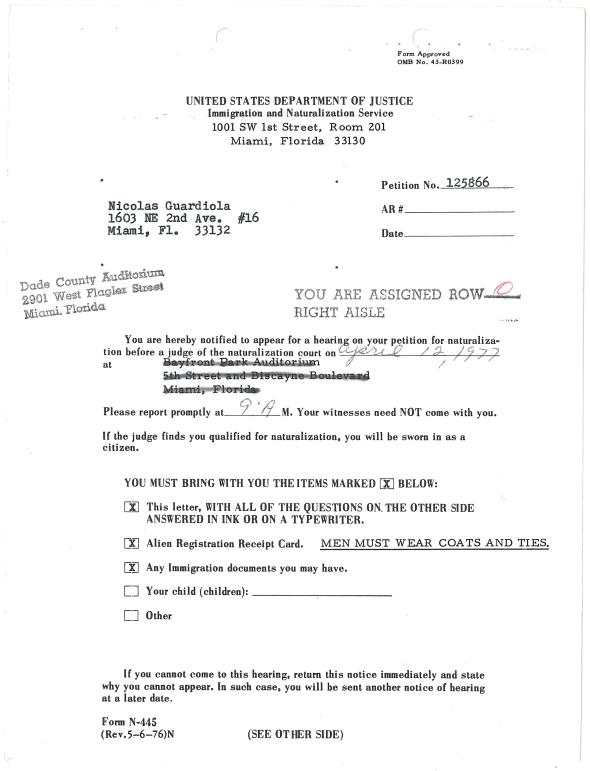 Form Approved
OMB No. 43-R0399
UNITED STATES DEPARTMENT OF JUSTICE
Immigration and Naturalization Service
1001 SW 1st Street, Room 201
Miami, Florida 33130
Petition No. 125866
Nicolas Guardiola
1603 NE 2nd Ave. #16
Miami, Fl. 33132
AR #
Date
Dade County Auditorium
2901 West Flagler Street
Miami, Florida
YOU ARE ASSIGNED ROW O
RIGHT AISLE
You are hereby notified to appear for a hearing on your petition for naturaliza-
tion before a judge of the naturalization court on April 12, 1977
at Bayfront Park Auditorium
5th Street and Biscayne Boulevard
Miami, Florida
Please report promptly at 9 A M. Your witnesses need NOT come with you.
If the judge finds you qualified for naturalization, you will be sworn in as a
citizen.
YOU MUST BRING WITH YOU THE ITEMS MARKED X BELOW:
X This letter, WITH ALL OF THE QUESTIONS ON THE OTHER SIDE
ANSWERED IN INK OR ON A TYPEWRITER.
X Alien Registration Receipt Card. MEN MUST WEAR COATS AND TIES.
X Any Immigration documents you may have.
Your child (children):
Other
If you cannot come to this hearing, return this notice immediately and state
why you cannot appear. In such case, you will be sent another notice of hearing
at a later date.
Form N-445
(Rev.5-6-76)N (SEE OTHER SIDE)